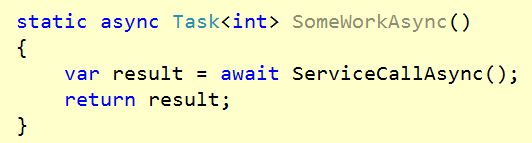 static async Task<int> SomeWorkAsync()
{
    var result = await ServiceCallAsync();
    return result;
}